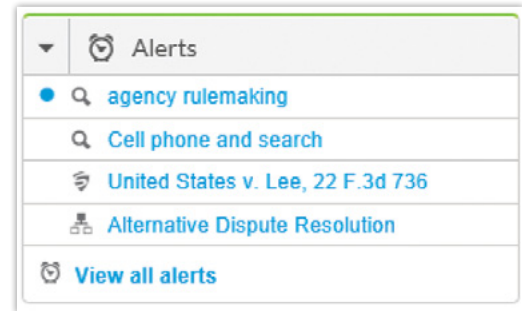 Alerts
agency rulemaking
Cell phone and search
United States v. Lee, 22 F.3d 736
Alternative Dispute Resolution
View all alerts